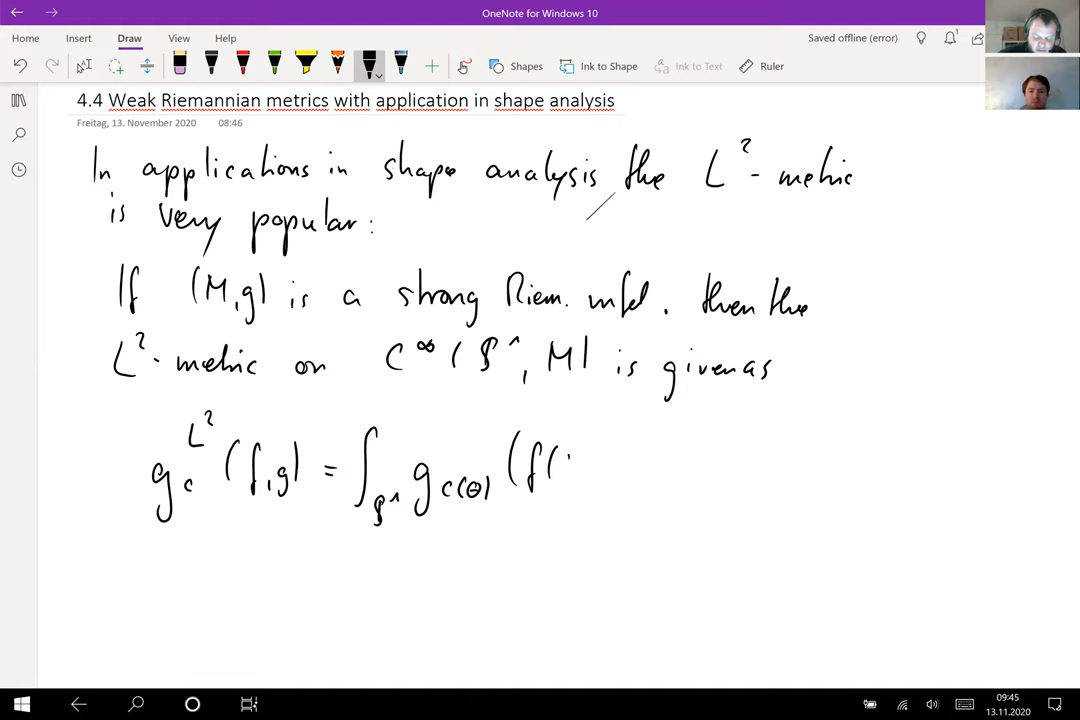 OneNote for Windows 10
Home Insert Draw View Help Saved offline (error)
Shapes Ink to Shape Ink to Text Ruler
4.4 Weak Riemannian metrics with application in shape analysis
Freitag, 13. November 2020 08:46
In applications in shape analysis the L²-metric
is very popular:
If (M,g) is a strong Riem. mfd. then the
L²-metric on C^∞(S^1, M) is given as
g_c^{L²}(f,g) = ∫_{S^1} g_{c(θ)}(f(
09:45
13.11.2020